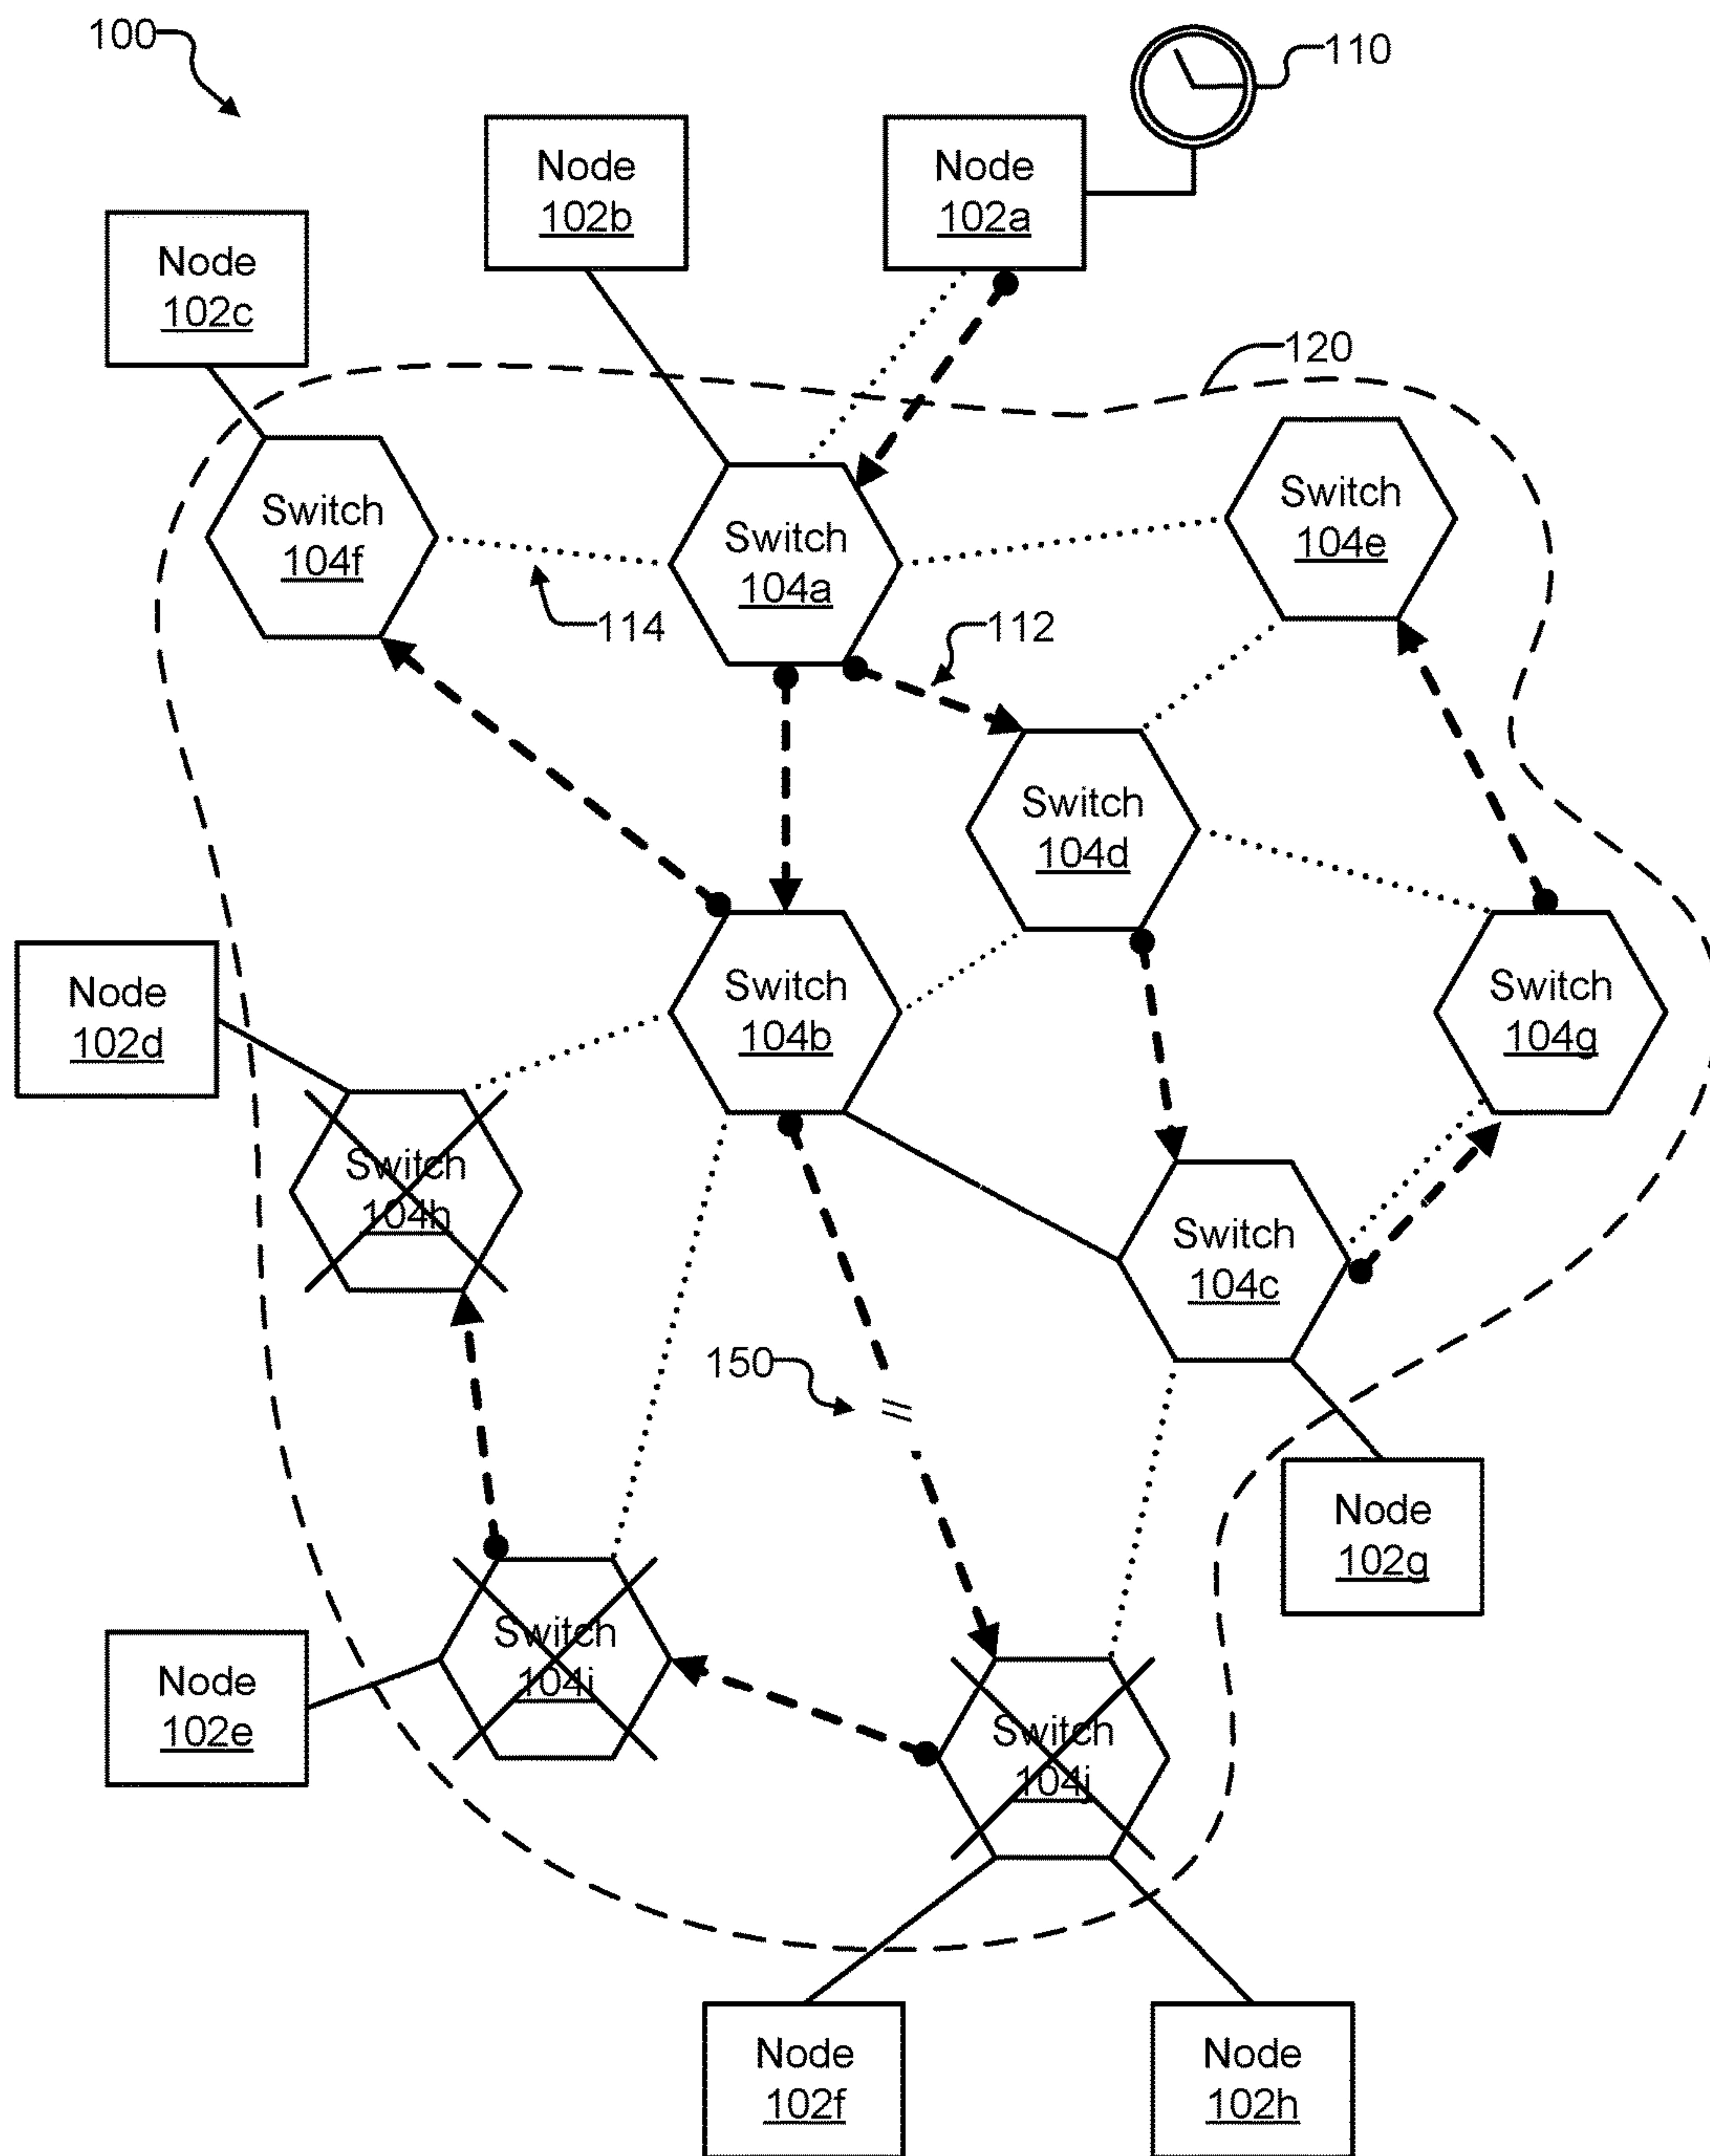 100
110
Node
102b
Node
102a
Node
102c
120
Switch
104f
Switch
104a
Switch
104e
114
112
Switch
104d
Node
102d
Switch
104b
Switch
104g
Switch
104h
Switch
104c
150
Node
102g
Switch
104i
Node
102e
Switch
104j
Node
102f
Node
102h